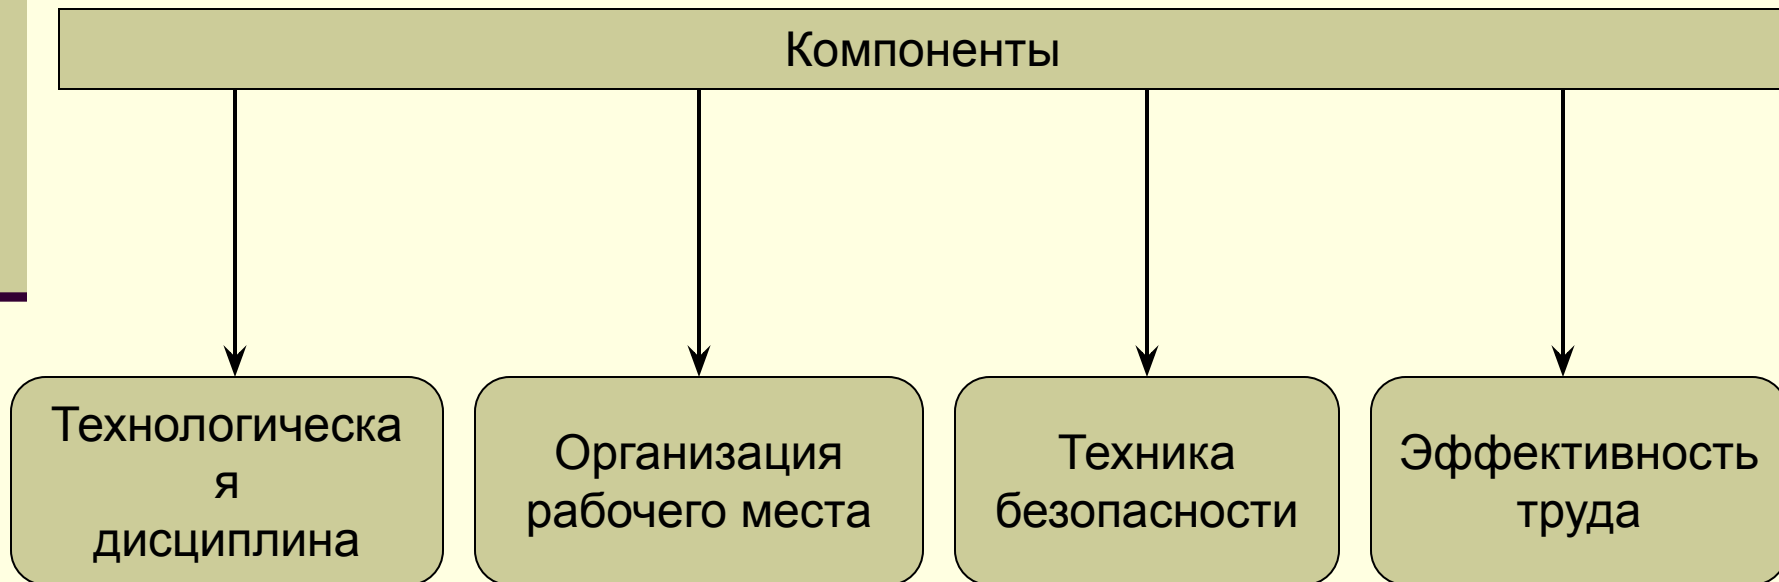 Компоненты
Технологическа
я
дисциплина
Организация
рабочего места
Техника
безопасности
Эффективность
труда